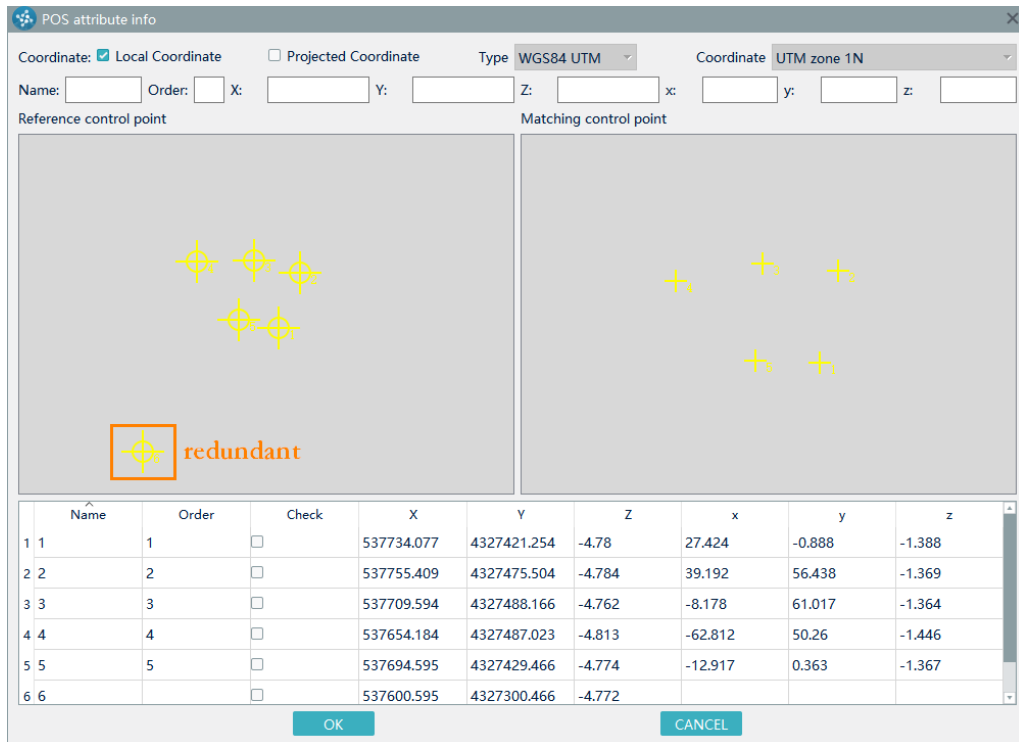 POS attribute info
Coordinate: Local Coordinate Projected Coordinate Type WGS84 UTM Coordinate UTM zone 1N
Name: Order: X: Y: Z: x: y: z:
Reference control point Matching control point
redundant
Name Order Check X Y Z x y z
1 1 1 537734.077 4327421.254 -4.78 27.424 -0.888 -1.388
2 2 2 537755.409 4327475.504 -4.784 39.192 56.438 -1.369
3 3 3 537709.594 4327488.166 -4.762 -8.178 61.017 -1.364
4 4 4 537654.184 4327487.023 -4.813 -62.812 50.26 -1.446
5 5 5 537694.595 4327429.466 -4.774 -12.917 0.363 -1.367
6 6 537600.595 4327300.466 -4.772
OK CANCEL